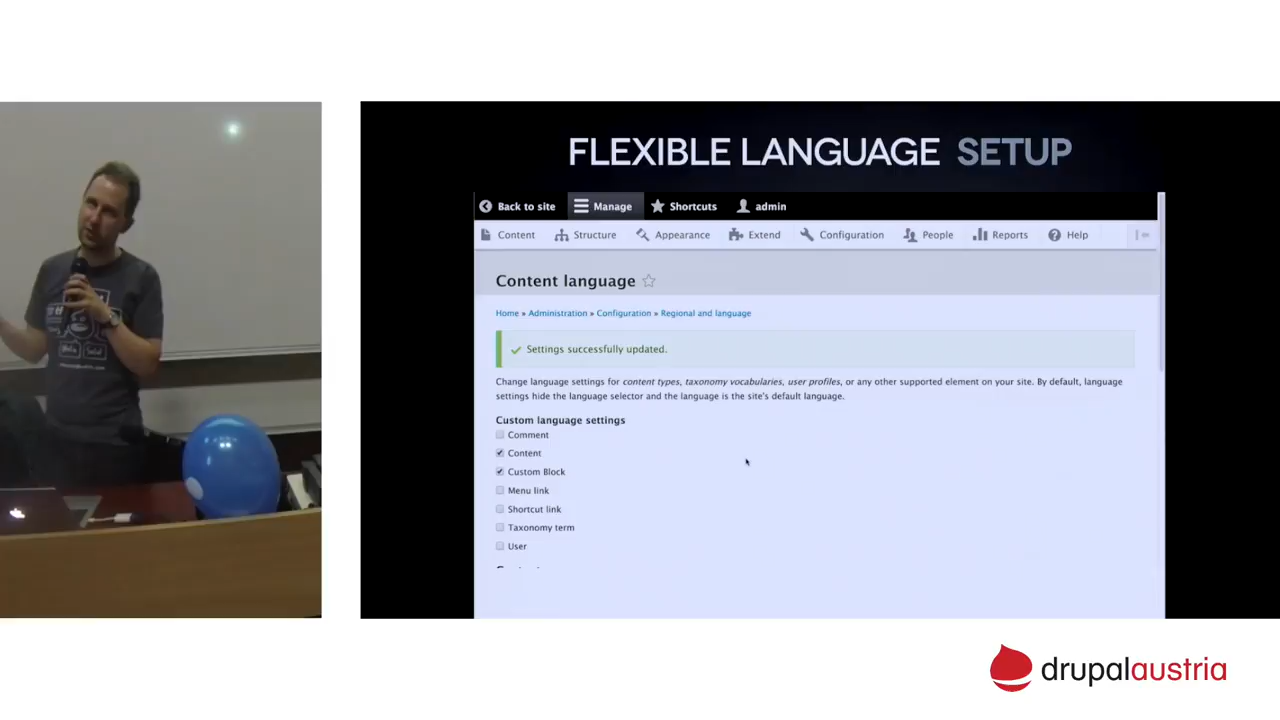 FLEXIBLE LANGUAGE SETUP
Back to site Manage Shortcuts admin
Content Structure Appearance Extend Configuration People Reports Help
Content language
Home » Administration » Configuration » Regional and language
Settings successfully updated.
Change language settings for content types, taxonomy vocabularies, user profiles, or any other supported element on your site. By default, language
settings hide the language selector and the language is the site's default language.
Custom language settings
Comment
Content
Custom Block
Menu link
Shortcut link
Taxonomy term
User
drupalaustria